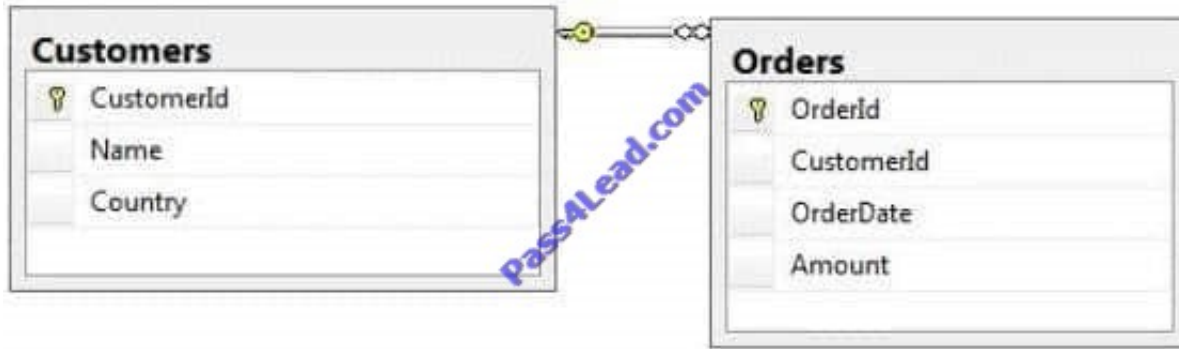 Customers
CustomerId
Name
Country
Orders
OrderId
CustomerId
OrderDate
Amount
Pass4Lead.com